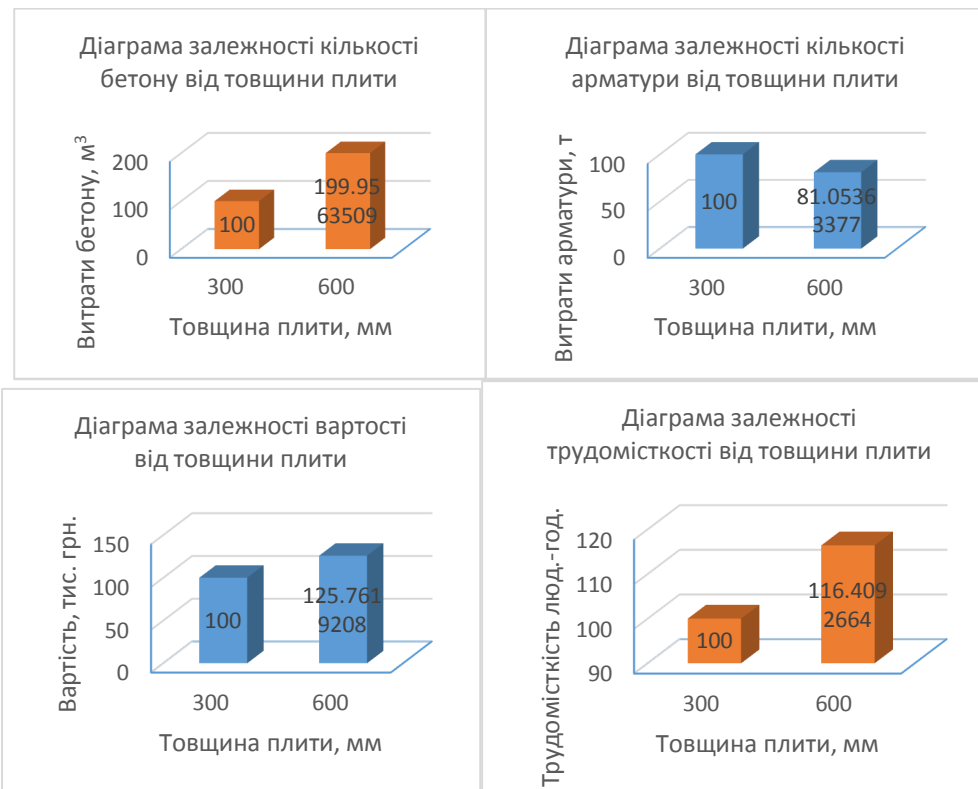 Діаграма залежності кількості
бетону від товщини плити
Витрати бетону, м³
200
100
0
100
199.95
63509
300
600
Товщина плити, мм
Діаграма залежності кількості
арматури від товщини плити
Витрати арматури, т
100
50
0
100
81.0536
3377
300
600
Товщина плити, мм
Діаграма залежності вартості
від товщини плити
Вартість, тис. грн.
150
100
50
0
100
125.761
9208
300
600
Товщина плити, мм
Діаграма залежності
трудомісткості від товщини плити
Трудомісткість люд.-год.
120
110
100
90
100
116.409
2664
300
600
Товщина плити, мм